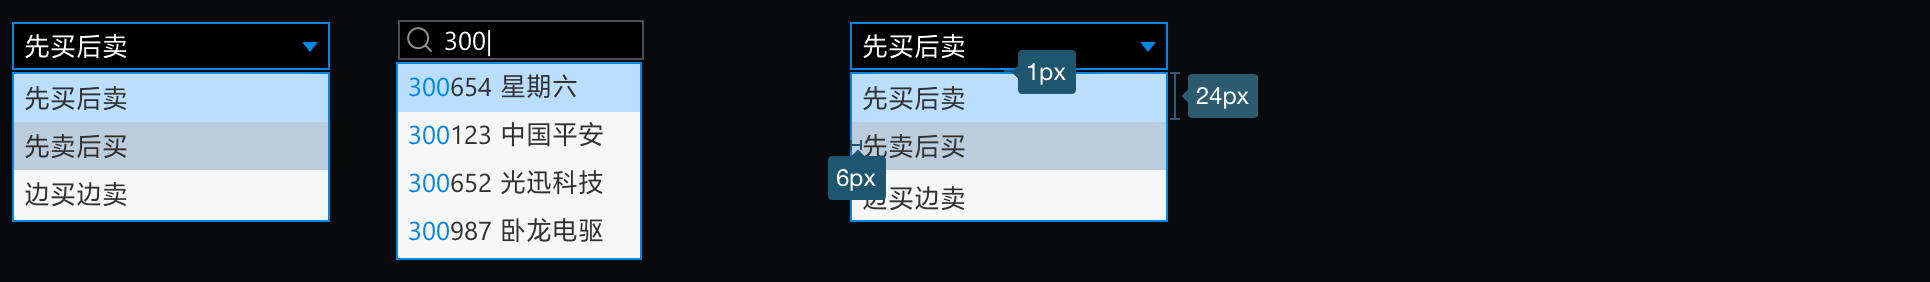 先买后卖
先买后卖
先卖后买
边买边卖
300
300654 星期六
300123 中国平安
300652 光迅科技
300987 卧龙电驱
先买后卖
1px
先买后卖
24px
先卖后买
6px
边买边卖